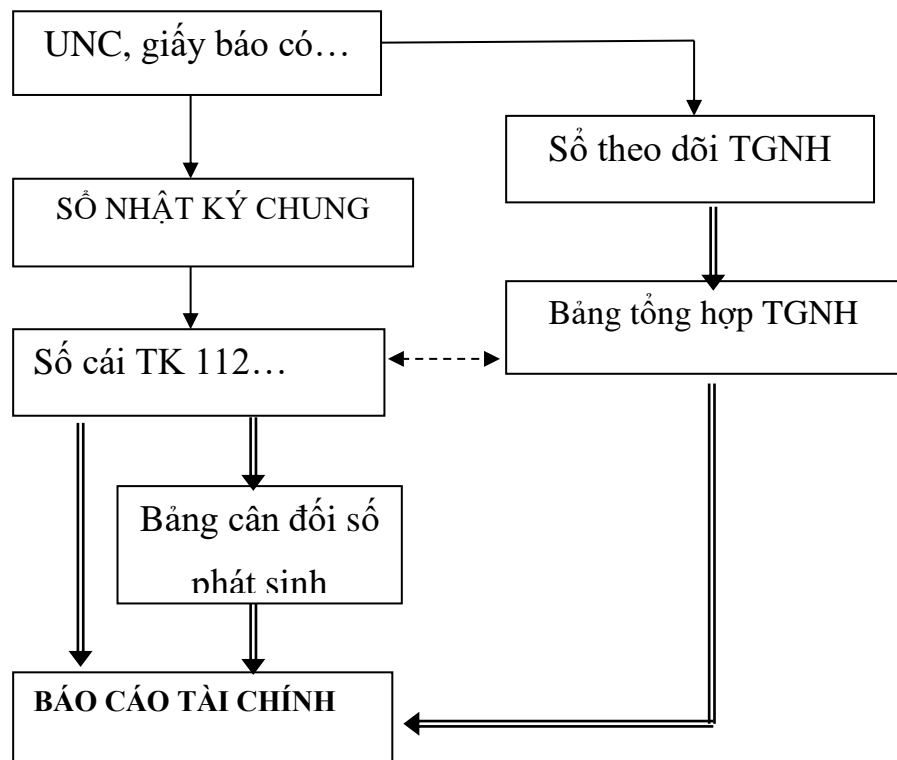 UNC, giấy báo có…
Sổ theo dõi TGNH
SỔ NHẬT KÝ CHUNG
Bảng tổng hợp TGNH
Số cái TK 112…
Bảng cân đối số
phát sinh
BÁO CÁO TÀI CHÍNH